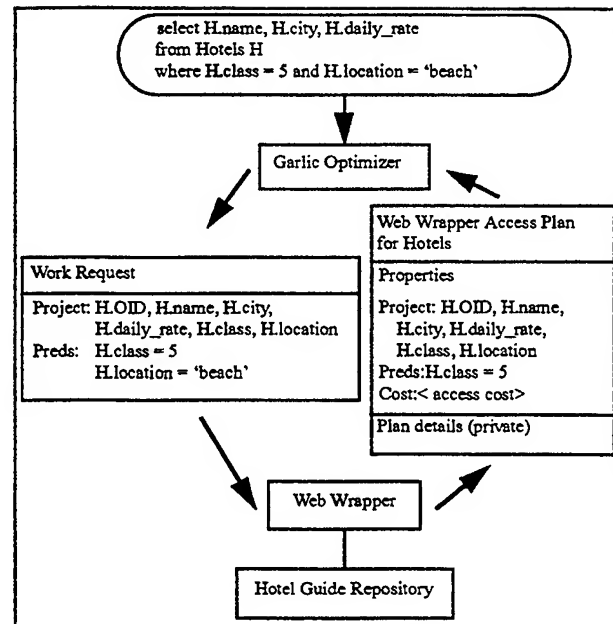 select H.name, H.city, H.daily_rate
from Hotels H
where H.class = 5 and H.location = ‘beach’
Garlic Optimizer
Work Request
Project: H.OID, H.name, H.city,
H.daily_rate, H.class, H.location
Preds: H.class = 5
H.location = ‘beach’
Web Wrapper Access Plan
for Hotels
Properties
Project: H.OID, H.name,
H.city, H.daily_rate,
H.class, H.location
Preds:H.class = 5
Cost:< access cost>
Plan details (private)
Web Wrapper
Hotel Guide Repository